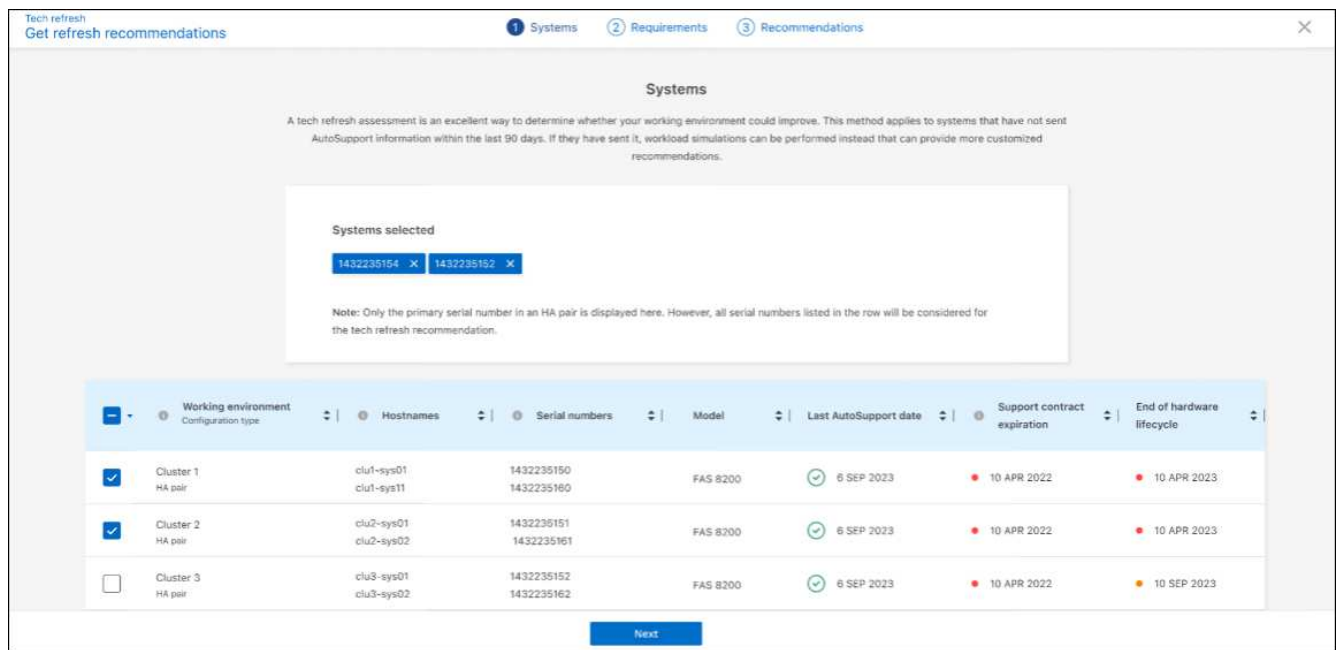 Tech refresh
Get refresh recommendations
1 Systems 2 Requirements 3 Recommendations
Systems
A tech refresh assessment is an excellent way to determine whether your working environment could improve. This method applies to systems that have not sent
AutoSupport information within the last 90 days. If they have sent it, workload simulations can be performed instead that can provide more customized
recommendations.
Systems selected
1432235154 1432235152
Note: Only the primary serial number in an HA pair is displayed here. However, all serial numbers listed in the row will be considered for
the tech refresh recommendation.
Working environment
Configuration type
Hostnames
Serial numbers
Model
Last AutoSupport date
Support contract
expiration
End of hardware
lifecycle
Cluster 1
HA pair
clu1-sys01
clu1-sys11
1432235150
1432235160
FAS 8200
6 SEP 2023
10 APR 2022
10 APR 2023
Cluster 2
HA pair
clu2-sys01
clu2-sys02
1432235151
1432235161
FAS 8200
6 SEP 2023
10 APR 2022
10 APR 2023
Cluster 3
HA pair
clu3-sys01
clu3-sys02
1432235152
1432235162
FAS 8200
6 SEP 2023
10 APR 2022
10 SEP 2023
Next